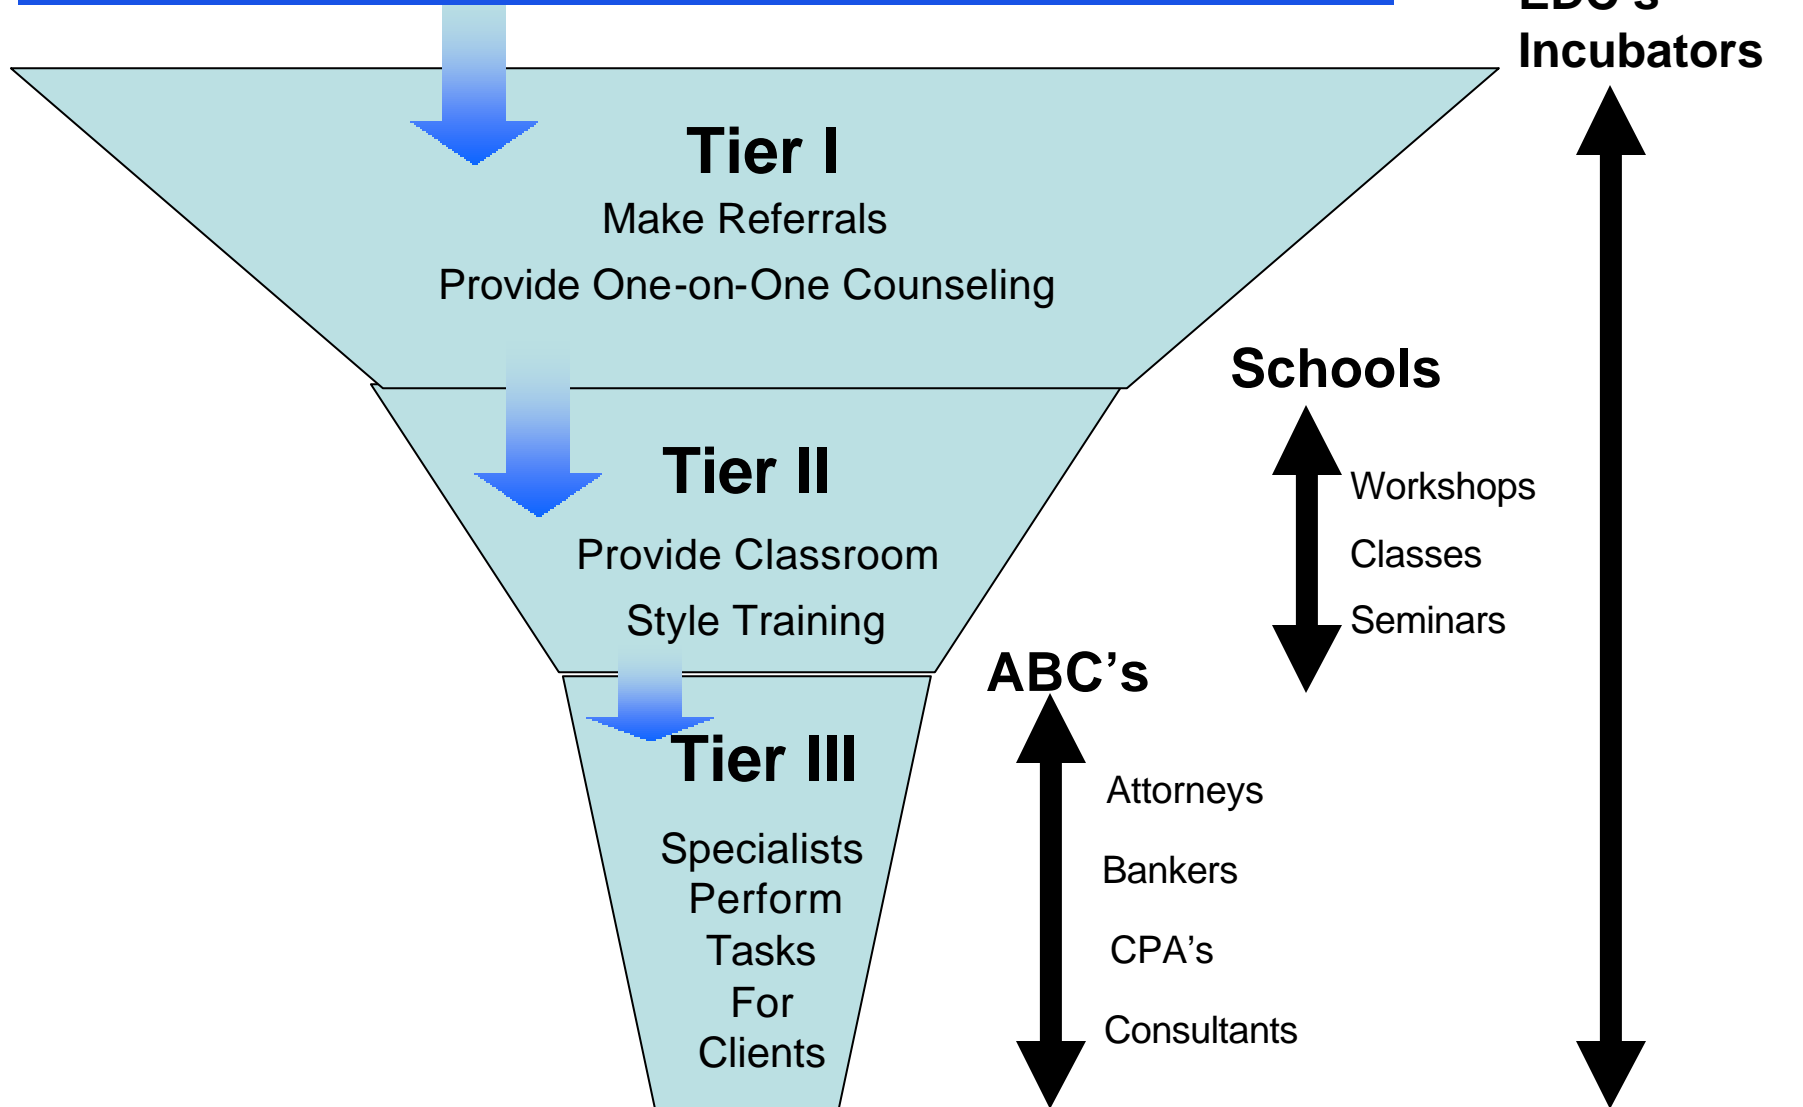 EDC's
Incubators
Tier I
Make Referrals
Provide One-on-One Counseling
Schools
Tier II
Provide Classroom
Style Training
Workshops
Classes
Seminars
ABC’s
Tier III
Specialists
Perform
Tasks
For
Clients
Attorneys
Bankers
CPA’s
Consultants